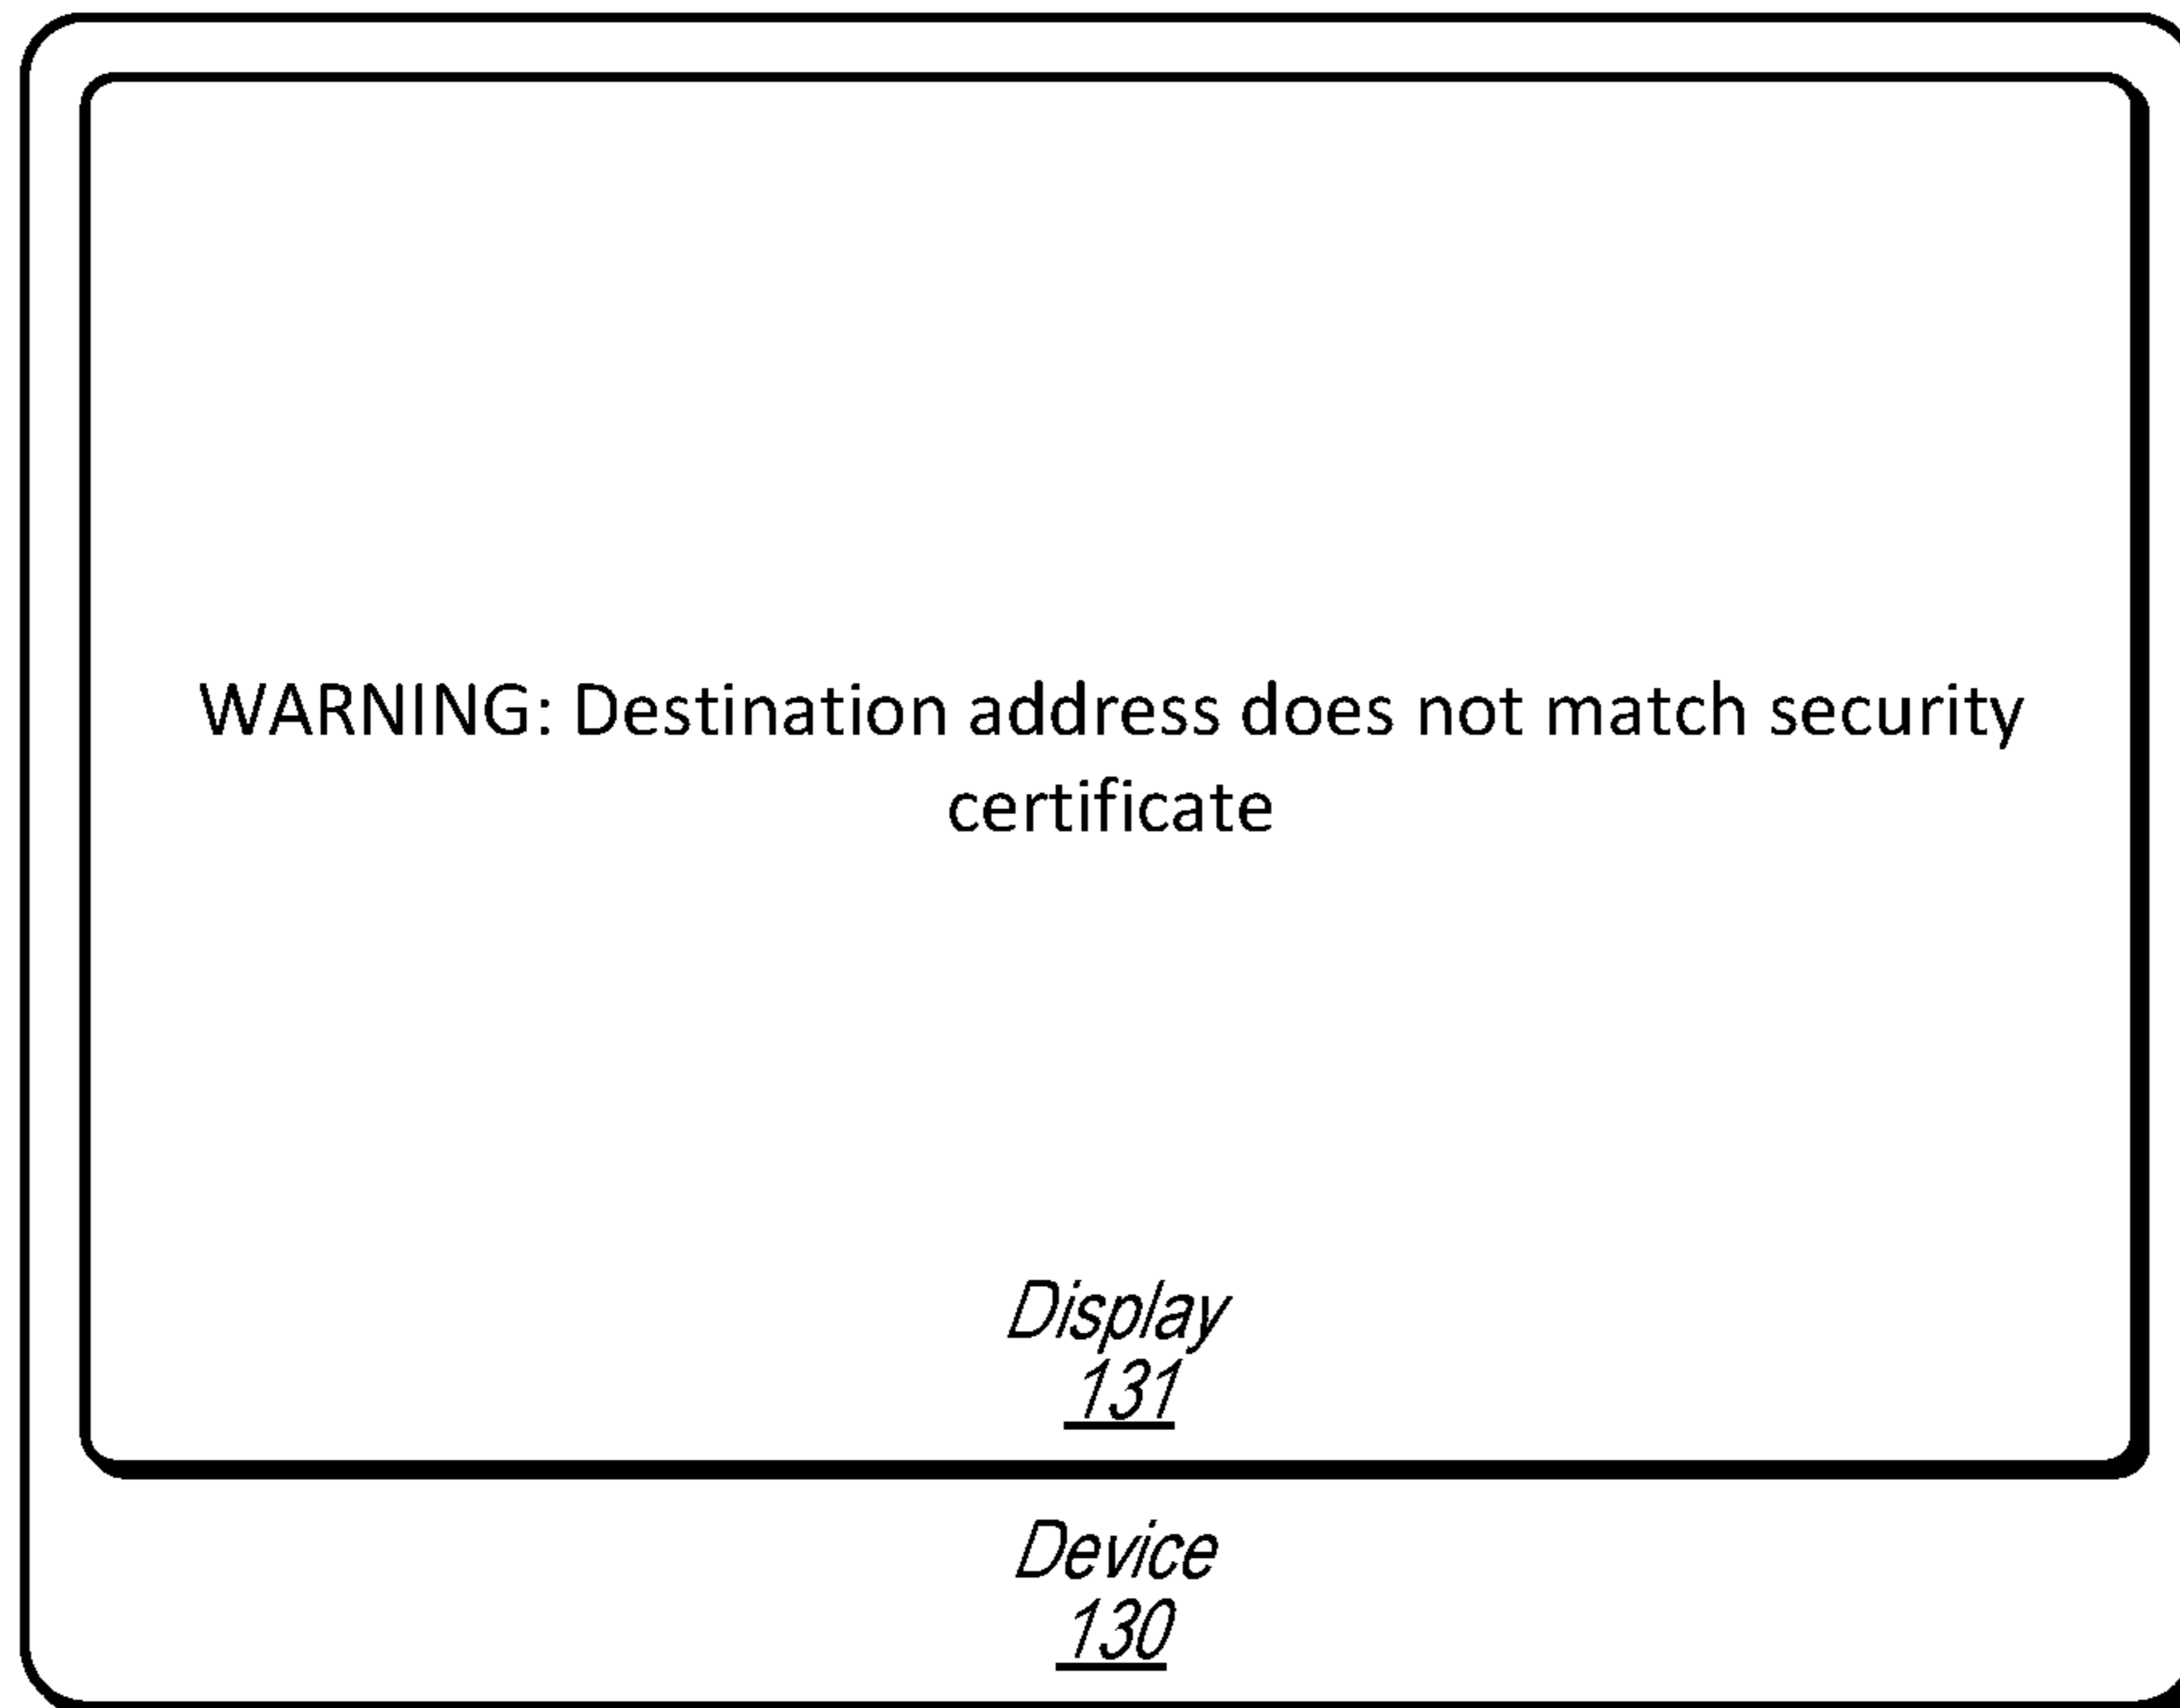 WARNING: Destination address does not match security
certificate
Display
131
Device
130